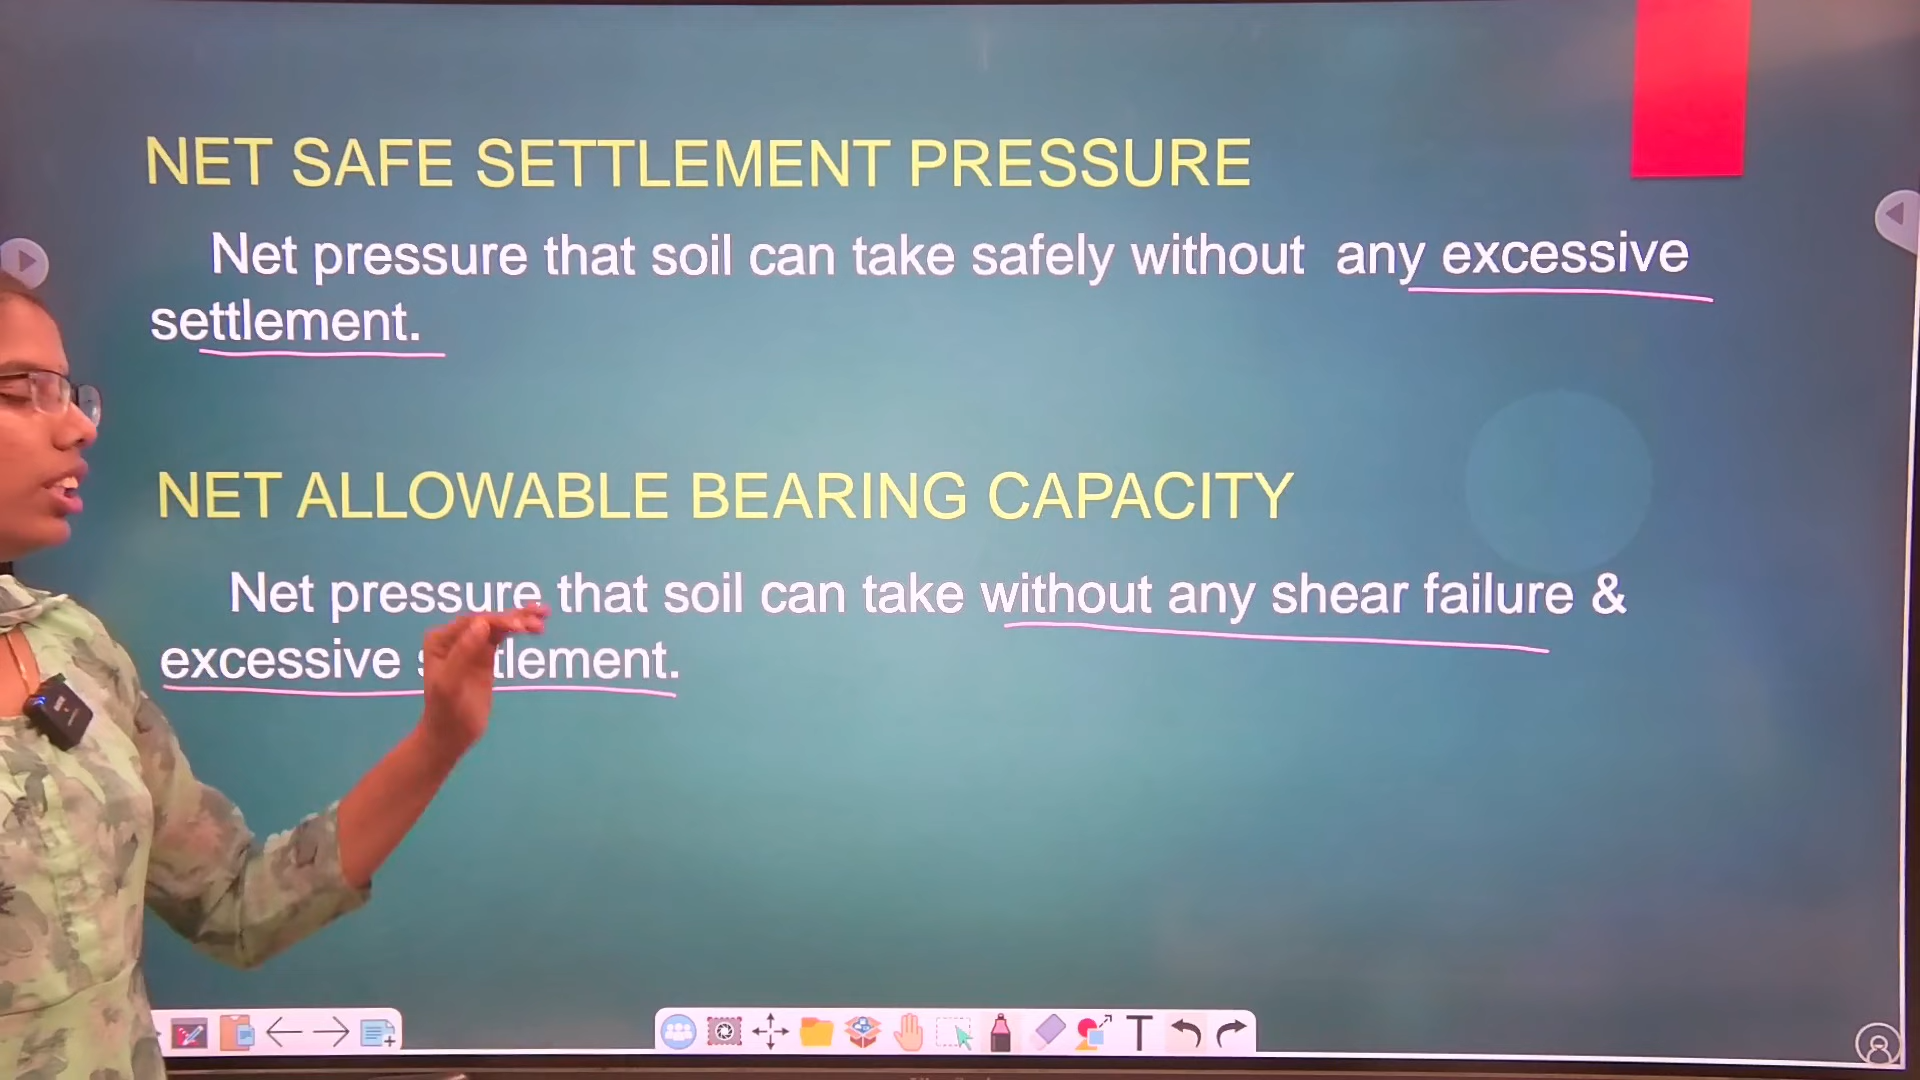 NET SAFE SETTLEMENT PRESSURE
Net pressure that soil can take safely without any excessive
settlement.
NET ALLOWABLE BEARING CAPACITY
Net pressure that soil can take without any shear failure &
excessive settlement.
T